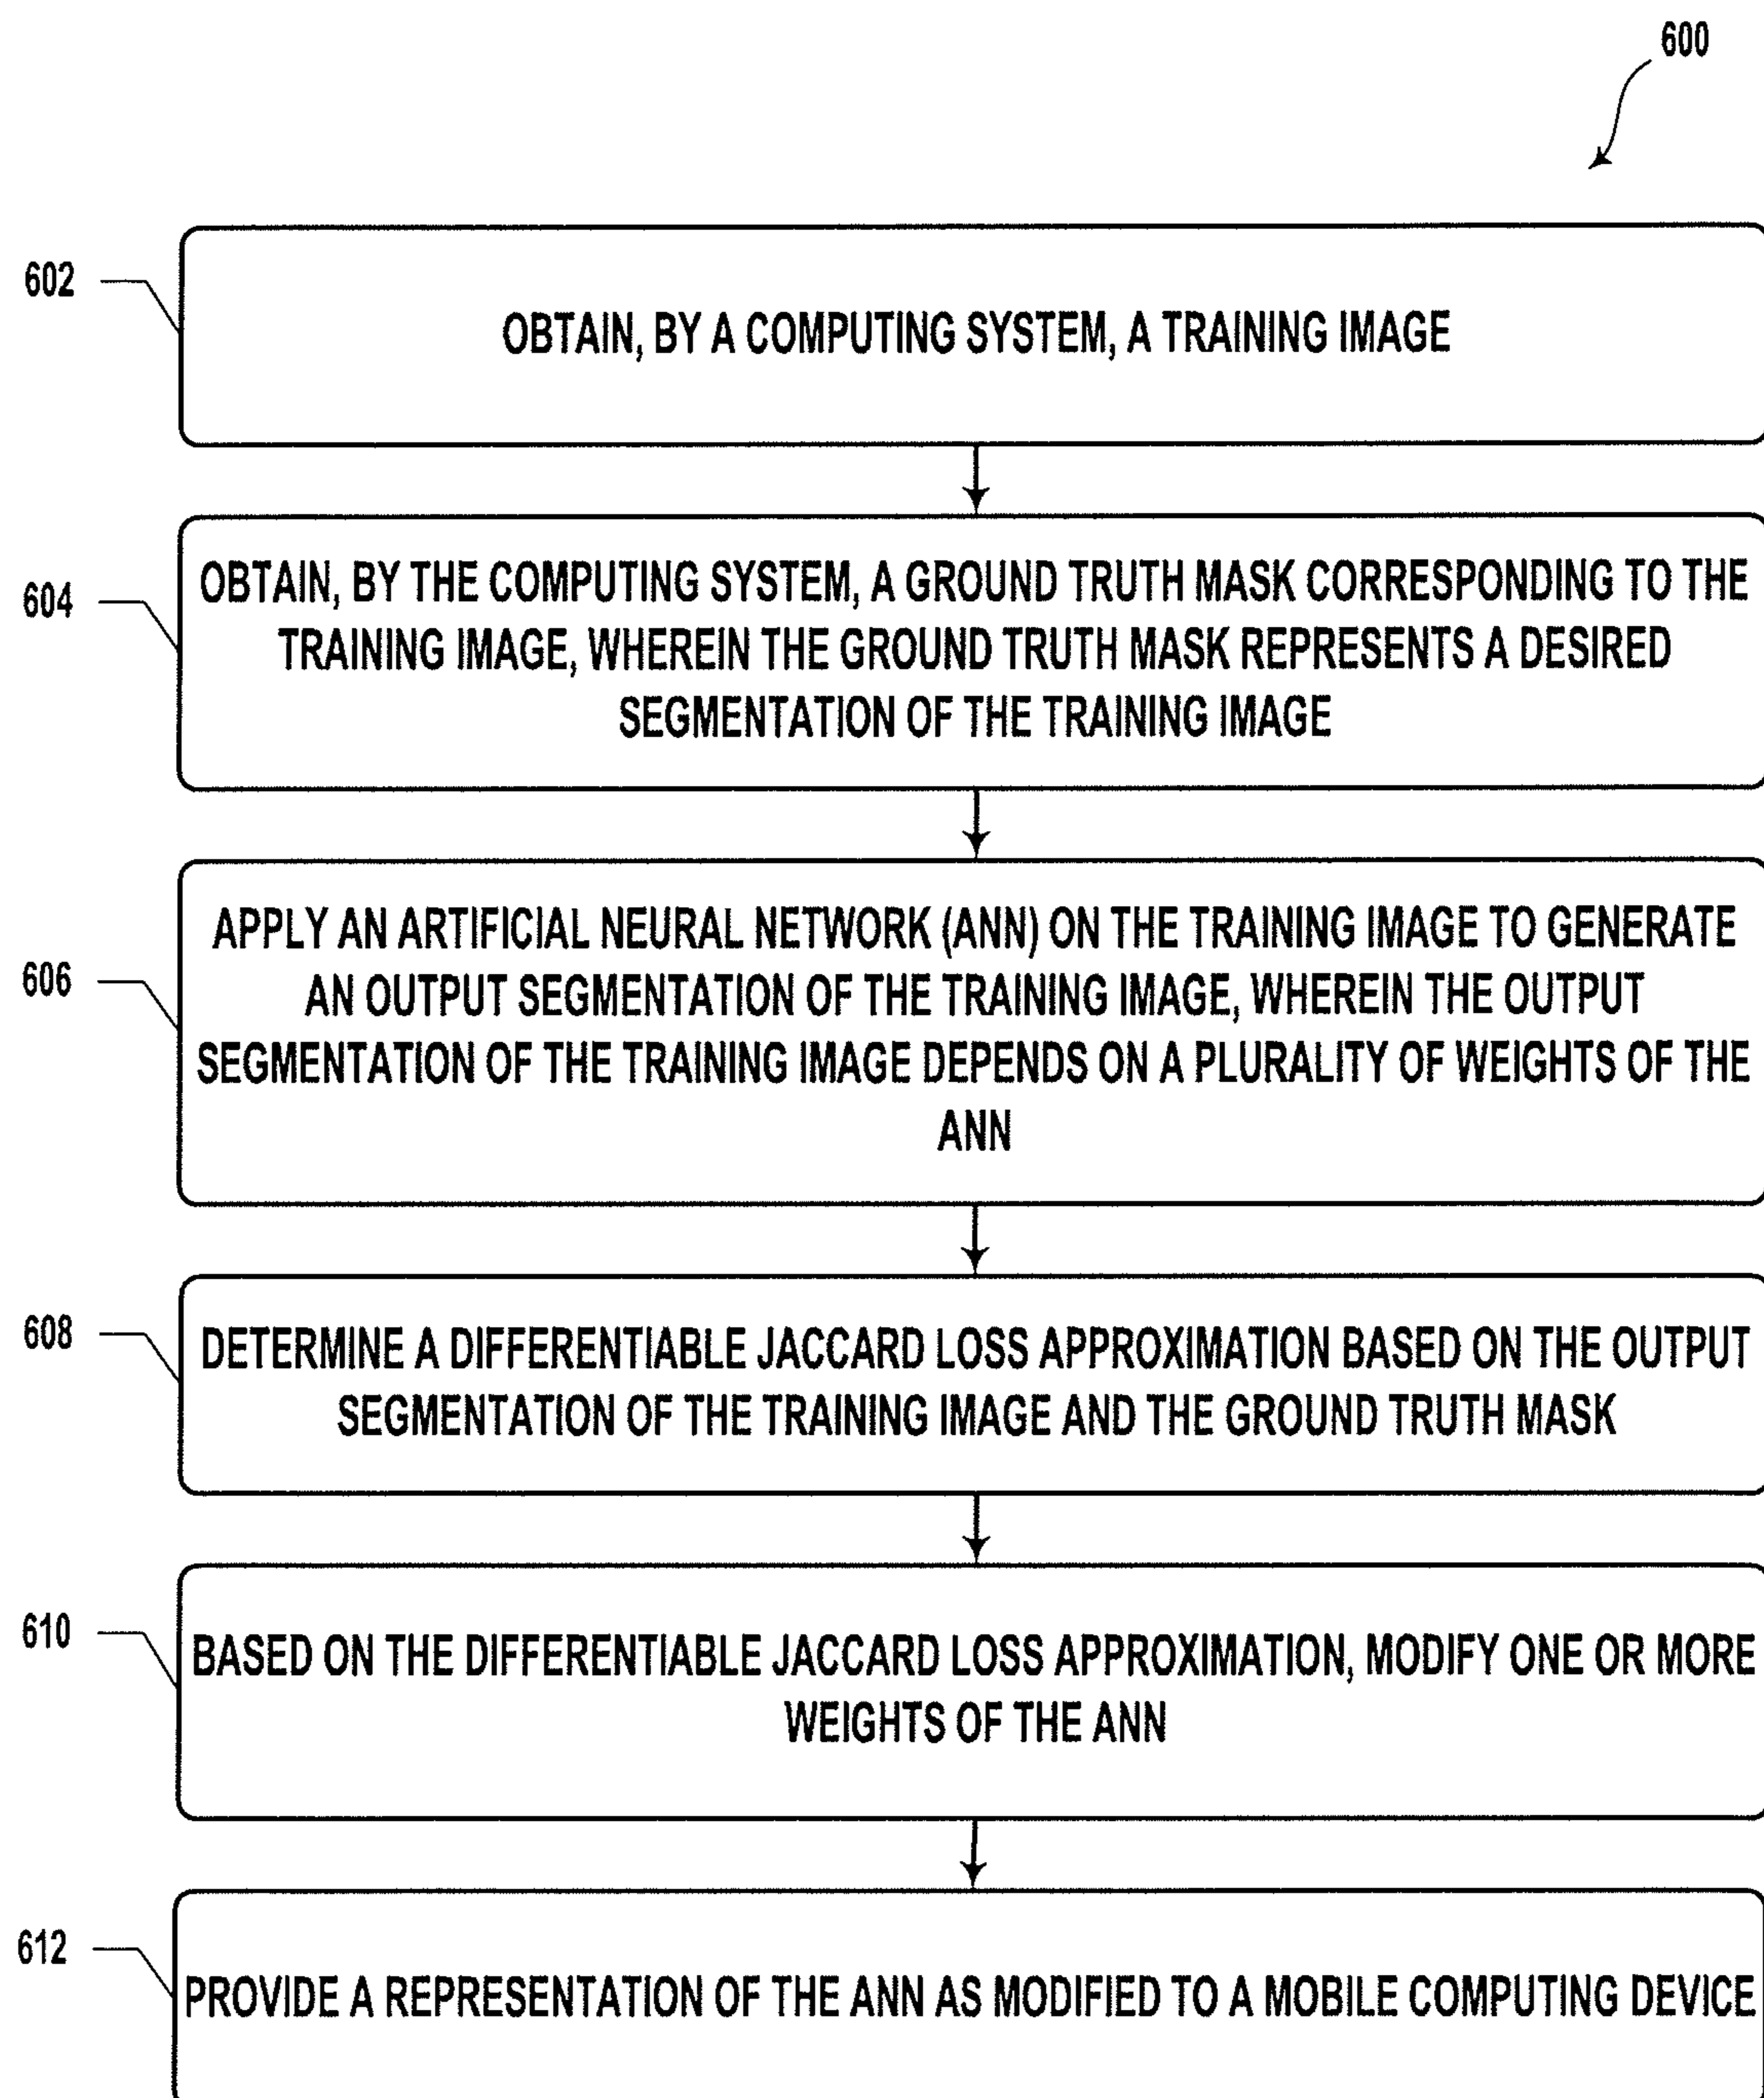 600
602
OBTAIN, BY A COMPUTING SYSTEM, A TRAINING IMAGE
604
OBTAIN, BY THE COMPUTING SYSTEM, A GROUND TRUTH MASK CORRESPONDING TO THE
TRAINING IMAGE, WHEREIN THE GROUND TRUTH MASK REPRESENTS A DESIRED
SEGMENTATION OF THE TRAINING IMAGE
606
APPLY AN ARTIFICIAL NEURAL NETWORK (ANN) ON THE TRAINING IMAGE TO GENERATE
AN OUTPUT SEGMENTATION OF THE TRAINING IMAGE, WHEREIN THE OUTPUT
SEGMENTATION OF THE TRAINING IMAGE DEPENDS ON A PLURALITY OF WEIGHTS OF THE
ANN
608
DETERMINE A DIFFERENTIABLE JACCARD LOSS APPROXIMATION BASED ON THE OUTPUT
SEGMENTATION OF THE TRAINING IMAGE AND THE GROUND TRUTH MASK
610
BASED ON THE DIFFERENTIABLE JACCARD LOSS APPROXIMATION, MODIFY ONE OR MORE
WEIGHTS OF THE ANN
612
PROVIDE A REPRESENTATION OF THE ANN AS MODIFIED TO A MOBILE COMPUTING DEVICE